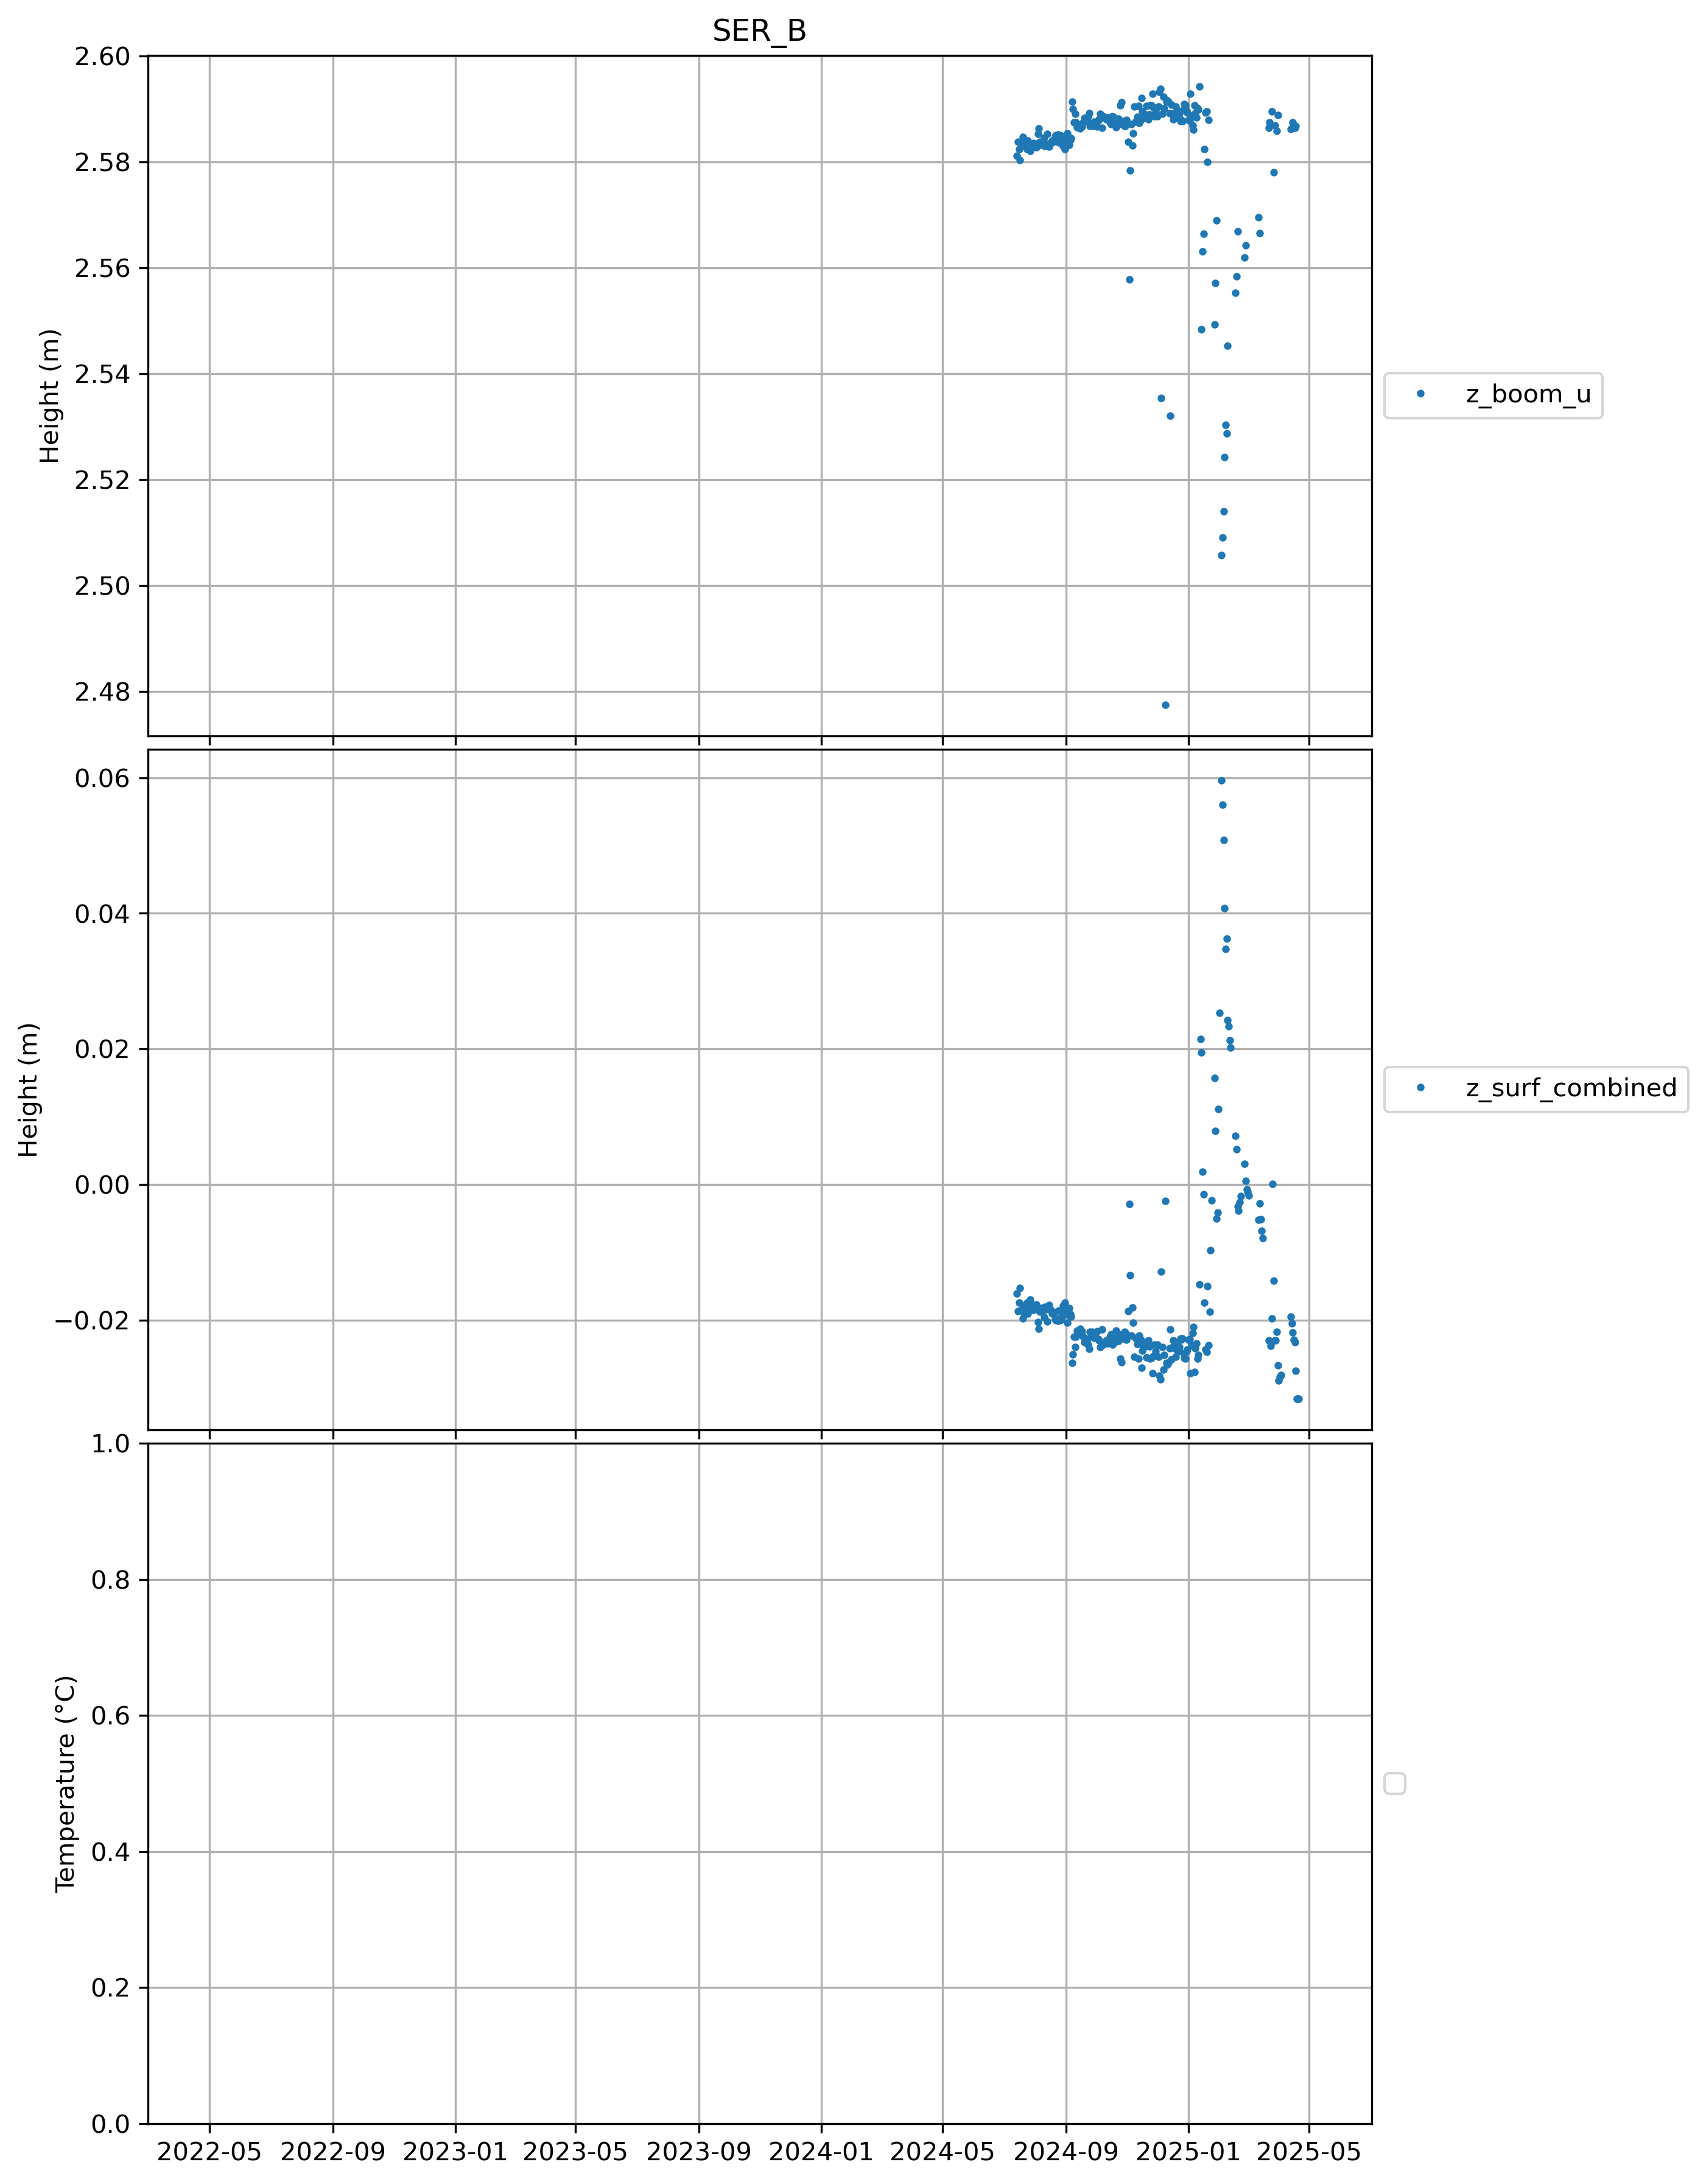 SER_B
2.60
2.58
2.56
2.54
2.52
2.50
2.48
Height (m)
z_boom_u
0.06
0.04
0.02
0.00
−0.02
Height (m)
z_surf_combined
1.0
0.8
0.6
0.4
0.2
0.0
Temperature (°C)
2022-05 2022-09 2023-01 2023-05 2023-09 2024-01 2024-05 2024-09 2025-01 2025-05